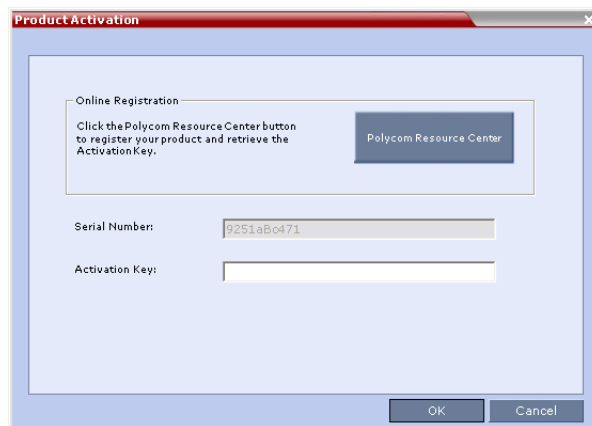 Product Activation
Online Registration
Click the Polycom Resource Center button
to register your product and retrieve the
Activation Key.
Polycom Resource Center
Serial Number:
9251aBc471
Activation Key:
OK
Cancel